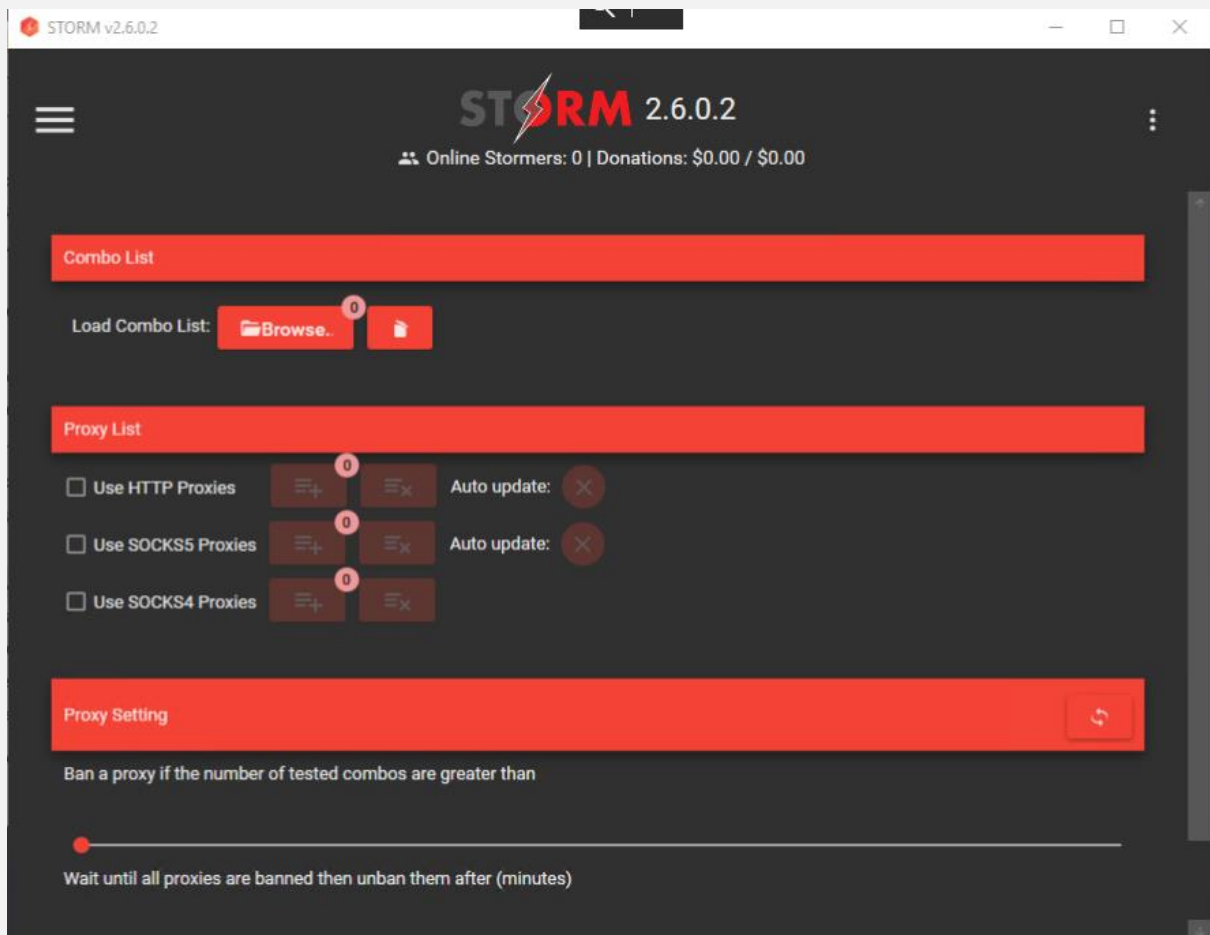 STORM v2.6.0.2
STORM 2.6.0.2
Online Stormers: 0 | Donations: $0.00 / $0.00
Combo List
Load Combo List: Browse.. 0
Proxy List
Use HTTP Proxies 0 Auto update:
Use SOCKS5 Proxies 0 Auto update:
Use SOCKS4 Proxies 0
Proxy Setting
Ban a proxy if the number of tested combos are greater than
Wait until all proxies are banned then unban them after (minutes)